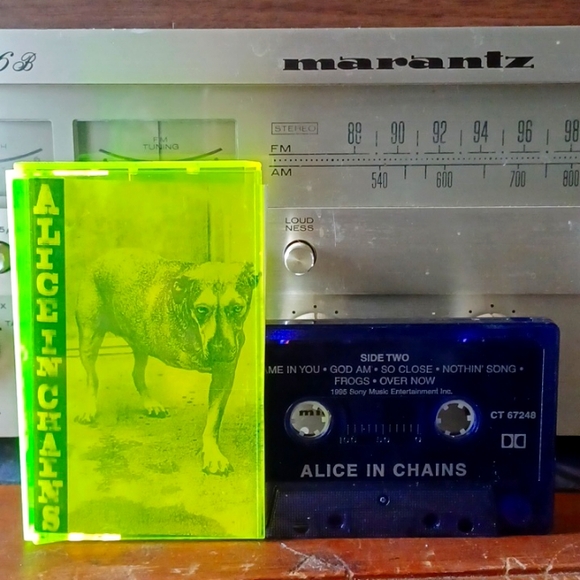 6B
marantz
FM
TUNING
STEREO
88 90 92 94 96 98
FM
AM
540 600 700 800
LOUD
NESS
ALICE IN CHAINS
SIDE TWO
ME IN YOU • GOD AM • SO CLOSE • NOTHIN' SONG •
FROGS • OVER NOW
1995 Sony Music Entertainment Inc.
CT 67248
ALICE IN CHAINS